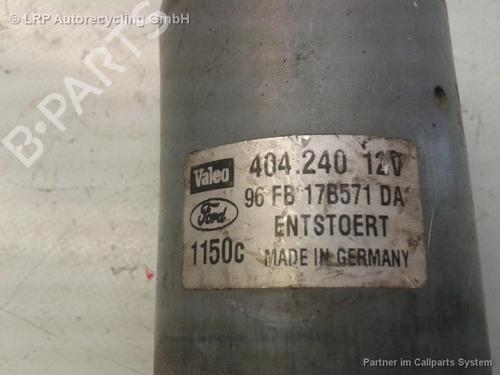 © LRP Autorecycling GmbH
B-PARTS
Valeo 404.240 12V
96 FB 17B571 DA
Ford ENTSTOERT
1150c MADE IN GERMANY
Partner im Callparts System